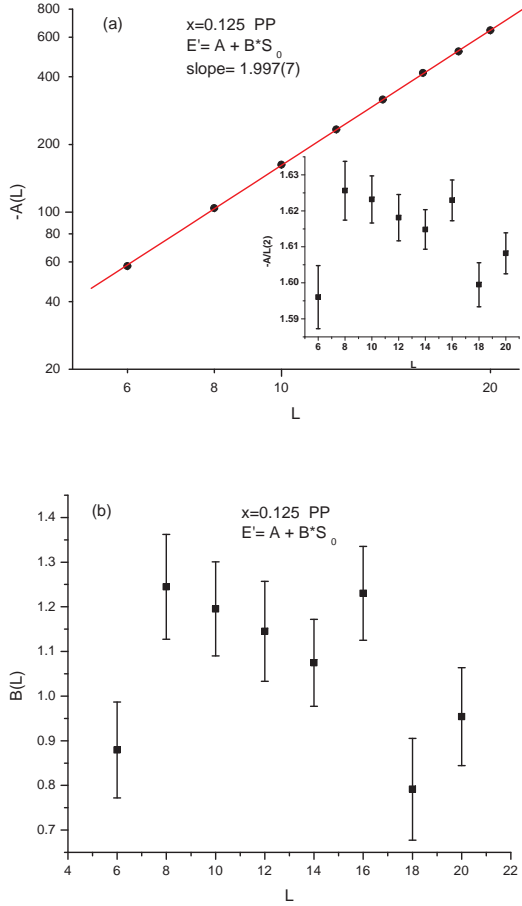 (a)
x=0.125 PP
E'= A + B*S 0
slope= 1.997(7)
800
600
400
200
100
80
60
40
20
-A(L)
6
8
10
20
L
1.63
1.62
1.61
1.60
1.59
-A/L(2)
6 8 10 12 14 16 18 20
L
(b)
x=0.125 PP
E'= A + B*S 0
1.4
1.3
1.2
1.1
1.0
0.9
0.8
0.7
B(L)
4 6 8 10 12 14 16 18 20 22
L